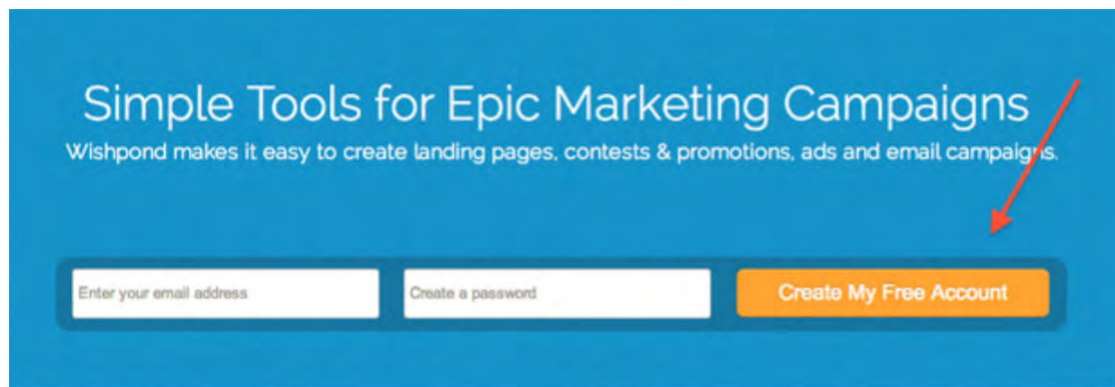 Simple Tools for Epic Marketing Campaigns
Wishpond makes it easy to create landing pages, contests & promotions, ads and email campaigns.
Enter your email address
Create a password
Create My Free Account